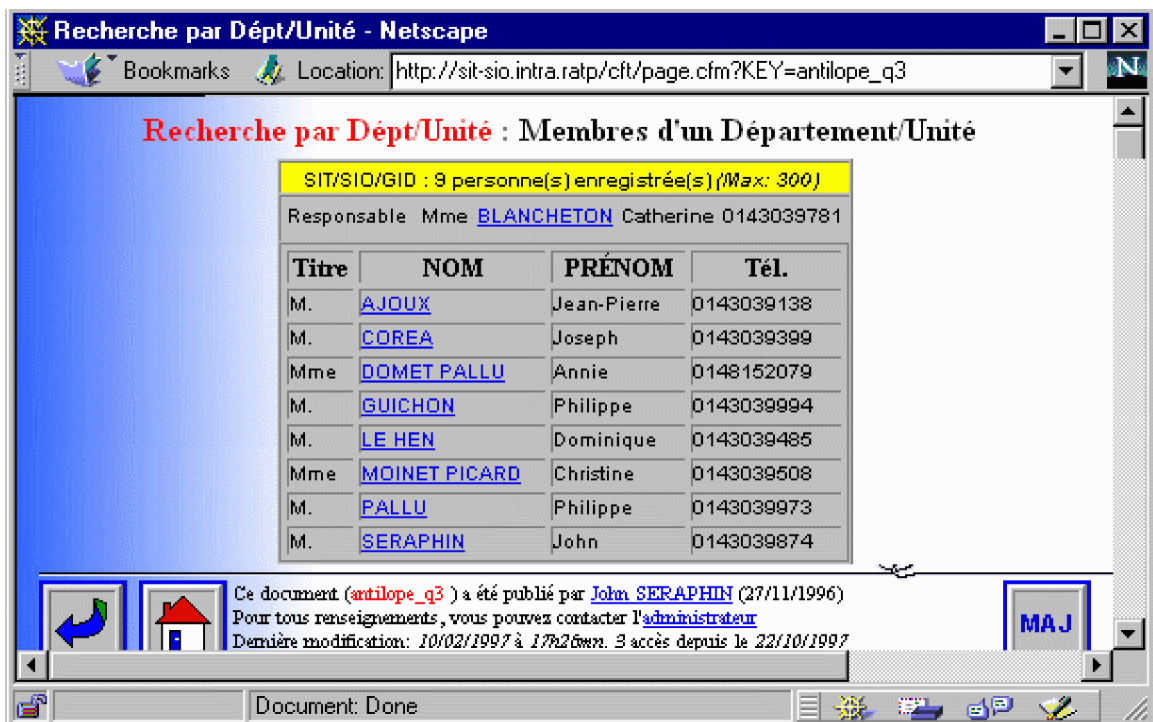 Recherche par Dépt/Unité - Netscape
Bookmarks Location: http://sit-sio.intra.ratp/cft/page.cfm?KEY=antilope_q3 N
Recherche par Dépt/Unité : Membres d'un Département/Unité
SIT/SIO/GID : 9 personne(s) enregistrée(s) (Max: 300)
Responsable Mme BLANCHETON Catherine 0143039781
Titre NOM PRÉNOM Tél.
M. AJOUX Jean-Pierre 0143039138
M. COREA Joseph 0143039399
Mme DOMET PALLU Annie 0148152079
M. GUICHON Philippe 0143039994
M. LE HEN Dominique 0143039485
Mme MOINET PICARD Christine 0143039508
M. PALLU Philippe 0143039973
M. SERAPHIN John 0143039874
Ce document (antilope_q3 ) a été publié par John SERAPHIN (27/11/1996)
Pour tous renseignements, vous pouvez contacter l'administrateur
Dernière modification: 10/02/1997 à 17h26mn. 3 accès depuis le 22/10/1997
MAJ
Document: Done